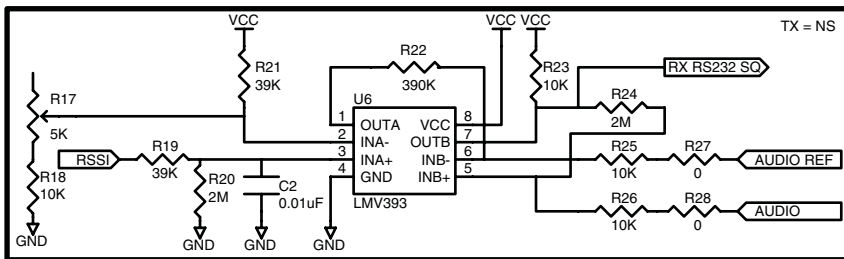 VCC
VCC
VCC
TX = NS
R21
39K
R22
390K
R23
10K
RX RS232 SQ
R17
5K
U6
R24
2M
1 OUTA VCC 8
2 INA- OUTB 7
3 INA+ INB- 6
4 GND INB+ 5
LMV393
RSSI
R19
39K
R18
10K
R20
2M
C2
0.01uF
R25
10K
R27
0
AUDIO REF
R26
10K
R28
0
AUDIO
GND
GND
GND
GND